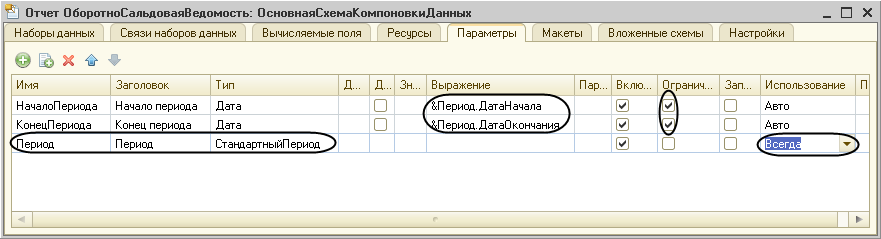 Отчет ОборотноСальдоваяВедомость: ОсновнаяСхемаКомпоновкиДанных
Наборы данных Связи наборов данных Вычисляемые поля Ресурсы Параметры Макеты Вложенные схемы Настройки
Имя Заголовок Тип Д... Д... Зн... Выражение Пар... Вклю... Огранич... Зап... Использование П
НачалоПериода Начало периода Дата &Период.ДатаНачала Авто
КонецПериода Конец периода Дата &Период.ДатаОкончания Авто
Период Период СтандартныйПериод Всегда